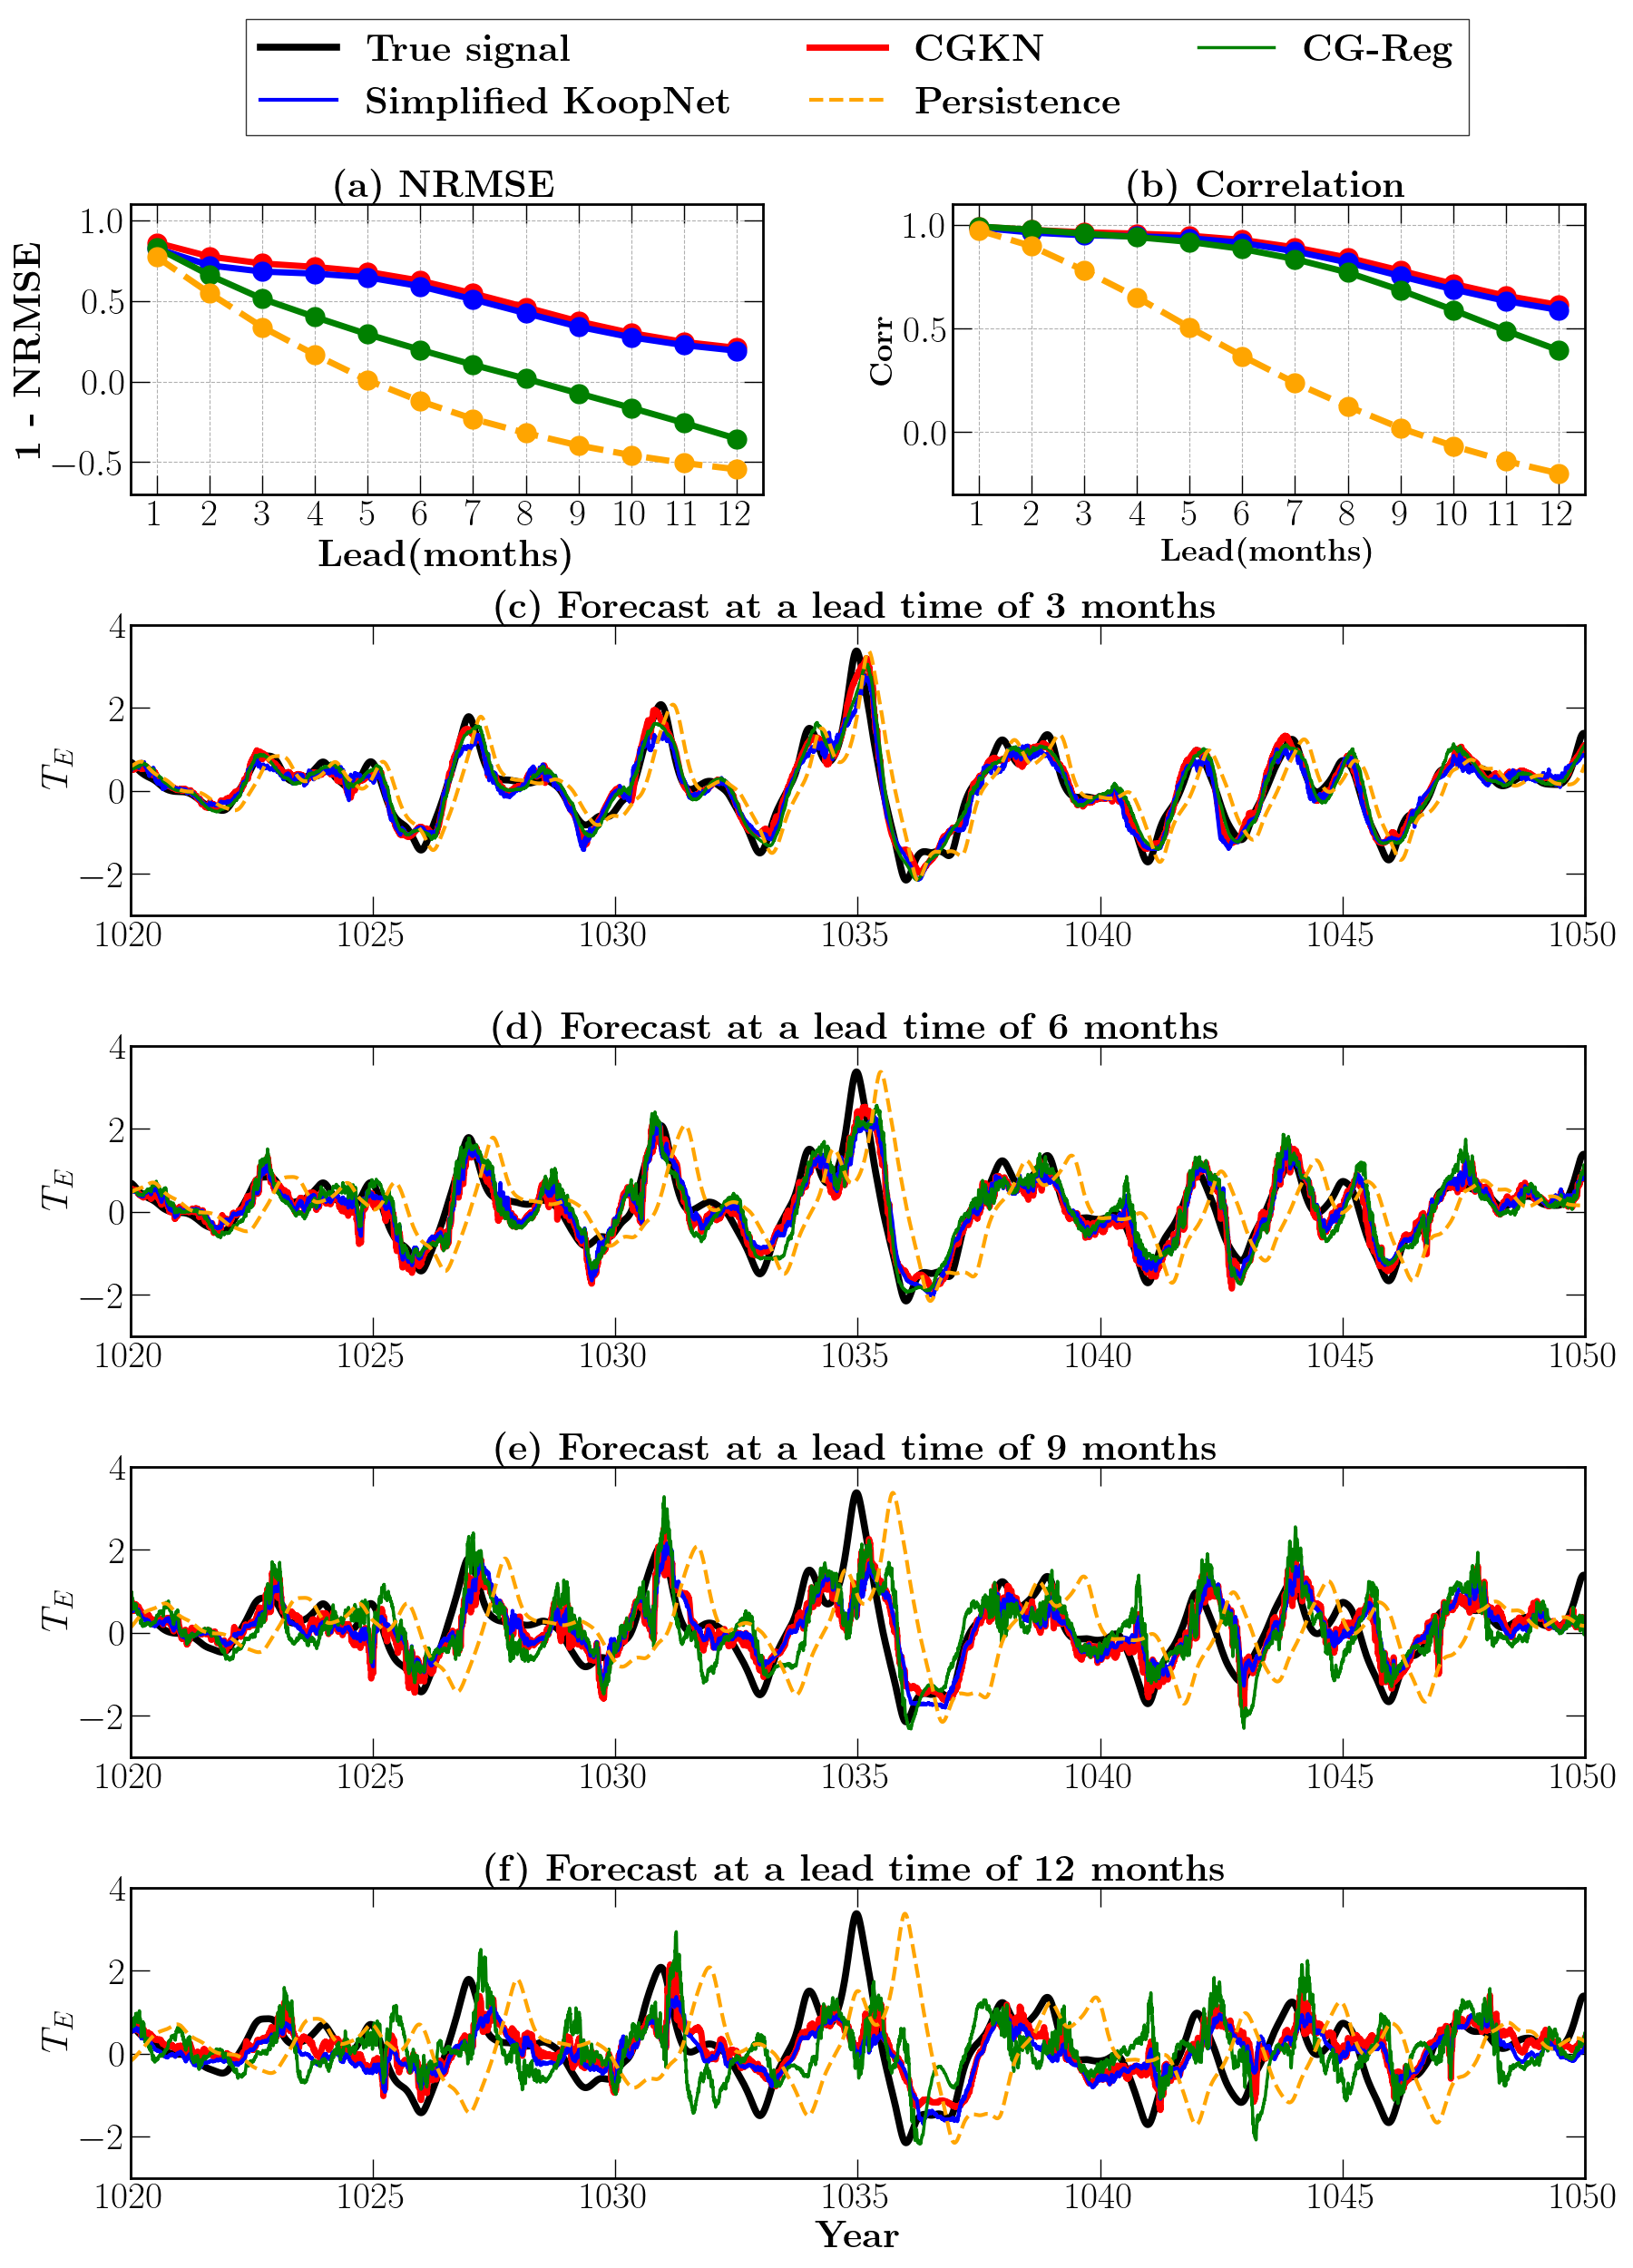 True signal CGKN CG-Reg
Simplified KoopNet Persistence
(a) NRMSE
1 - NRMSE
1.0
0.5
0.0
−0.5
1 2 3 4 5 6 7 8 9 10 11 12
Lead(months)
(b) Correlation
Corr
1.0
0.5
0.0
1 2 3 4 5 6 7 8 9 10 11 12
Lead(months)
(c) Forecast at a lead time of 3 months
T_E
4
2
0
−2
1020 1025 1030 1035 1040 1045 1050
(d) Forecast at a lead time of 6 months
T_E
4
2
0
−2
1020 1025 1030 1035 1040 1045 1050
(e) Forecast at a lead time of 9 months
T_E
4
2
0
−2
1020 1025 1030 1035 1040 1045 1050
(f) Forecast at a lead time of 12 months
T_E
4
2
0
−2
1020 1025 1030 1035 1040 1045 1050
Year